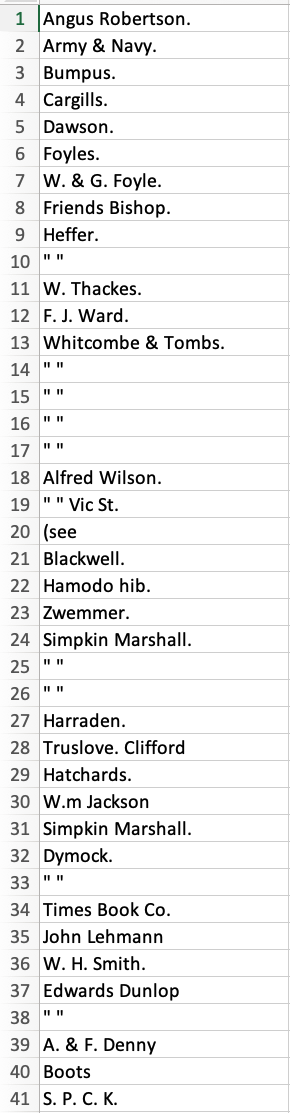 1 Angus Robertson.
2 Army & Navy.
3 Bumpus.
4 Cargills.
5 Dawson.
6 Foyles.
7 W. & G. Foyle.
8 Friends Bishop.
9 Heffer.
10 " "
11 W. Thackes.
12 F. J. Ward.
13 Whitcombe & Tombs.
14 " "
15 " "
16 " "
17 " "
18 Alfred Wilson.
19 " " Vic St.
20 (see
21 Blackwell.
22 Hamodo hib.
23 Zwemmer.
24 Simpkin Marshall.
25 " "
26 " "
27 Harraden.
28 Truslove. Clifford
29 Hatchards.
30 W.m Jackson
31 Simpkin Marshall.
32 Dymock.
33 " "
34 Times Book Co.
35 John Lehmann
36 W. H. Smith.
37 Edwards Dunlop
38 " "
39 A. & F. Denny
40 Boots
41 S. P. C. K.